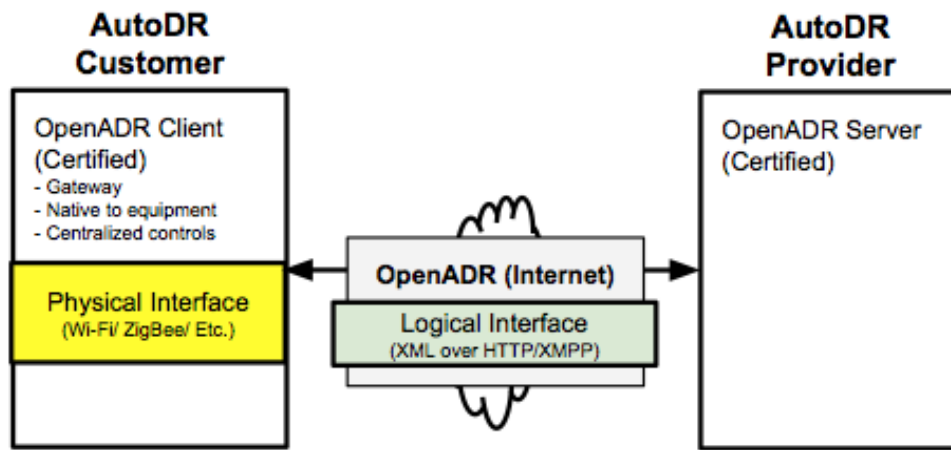 AutoDR
Customer
OpenADR Client
(Certified)
- Gateway
- Native to equipment
- Centralized controls
Physical Interface
(Wi-Fi/ ZigBee/ Etc.)
OpenADR (Internet)
Logical Interface
(XML over HTTP/XMPP)
AutoDR
Provider
OpenADR Server
(Certified)